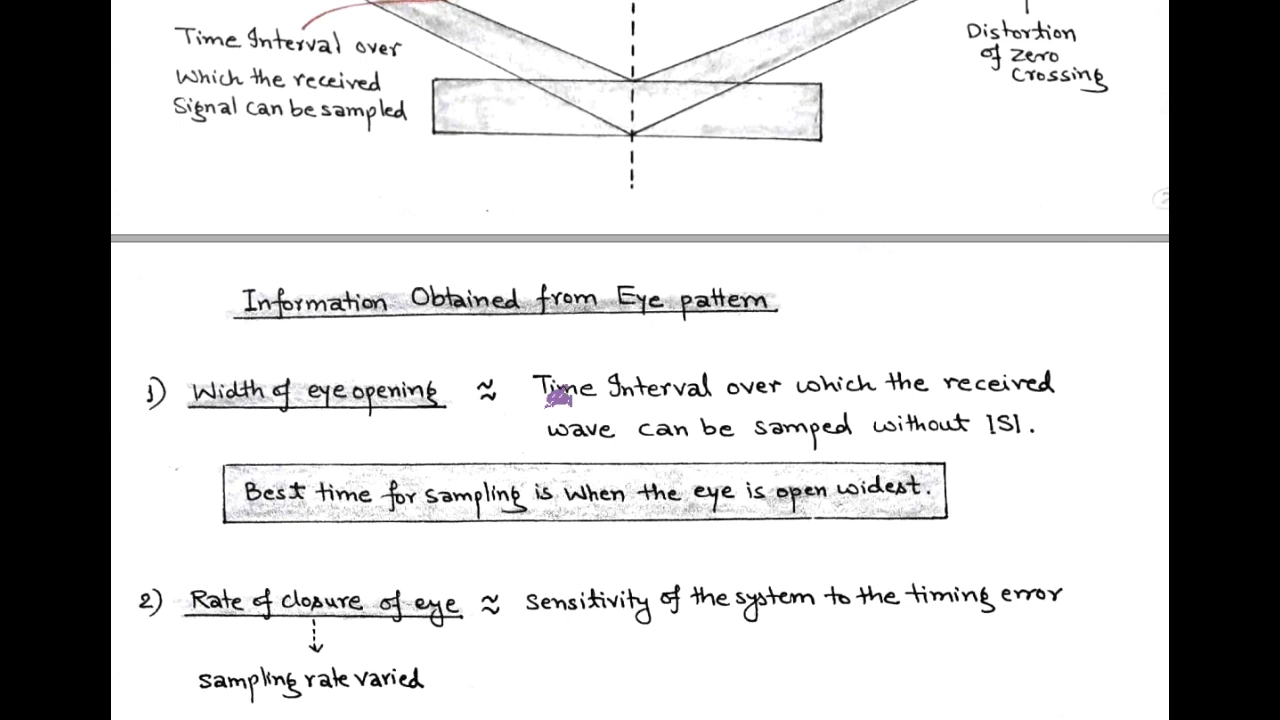 Time Interval over
which the received
Signal can be sampled
Distortion
of zero
crossing
Information Obtained from Eye pattern
1) Width of eye opening ≈ Time Interval over which the received
wave can be samped without ISI.
Best time for sampling is when the eye is open widest.
2) Rate of closure of eye ≈ Sensitivity of the system to the timing error
sampling rate varied